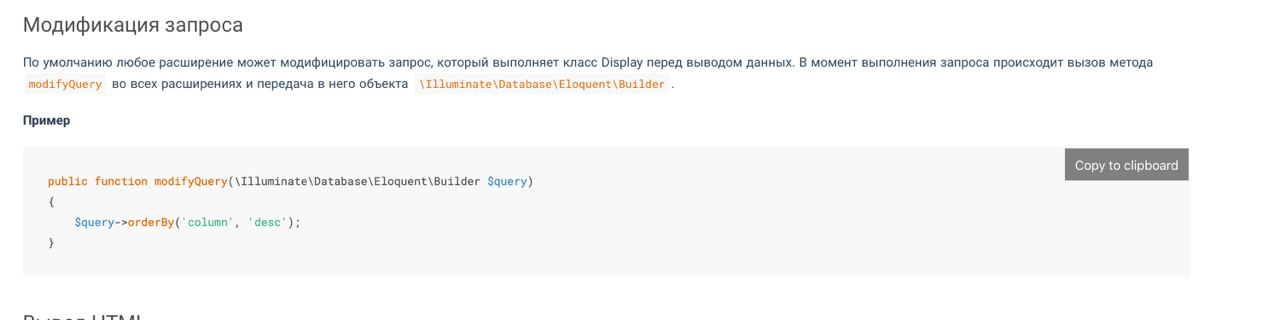 Модификация запроса
По умолчанию любое расширение может модифицировать запрос, который выполняет класс Display перед выводом данных. В момент выполнения запроса происходит вызов метода
modifyQuery во всех расширениях и передача в него объекта \Illuminate\Database\Eloquent\Builder .
Пример
Copy to clipboard
public function modifyQuery(\Illuminate\Database\Eloquent\Builder $query)
{
    $query->orderBy('column', 'desc');
}
Вывод HTML